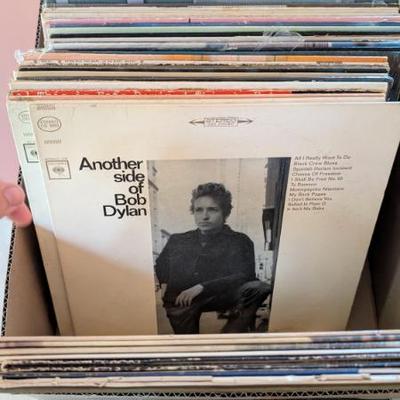 STEREO
Another
side
of
Bob
Dylan
All I Really Want To Do
Black Crow Blues
Spanish Harlem Incident
Chimes Of Freedom
I Shall Be Free No. 10
To Ramona
Motorpsycho Nitemare
My Back Pages
I Don't Believe You
Ballad In Plain D
It Ain't Me Babe